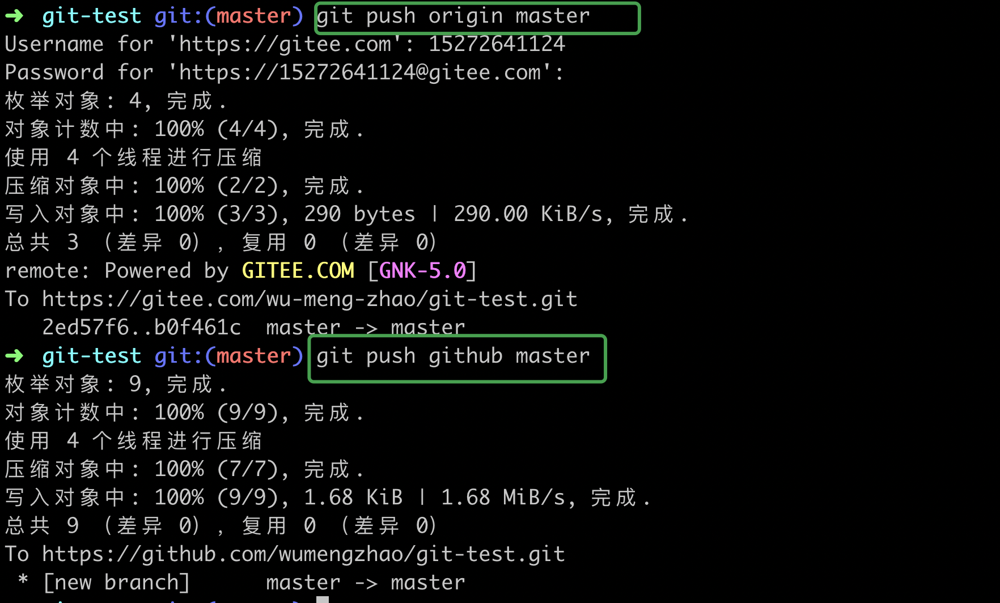 ➜ git-test git:(master) git push origin master
Username for 'https://gitee.com': 15272641124
Password for 'https://15272641124@gitee.com':
枚举对象: 4, 完成.
对象计数中: 100% (4/4), 完成.
使用 4 个线程进行压缩
压缩对象中: 100% (2/2), 完成.
写入对象中: 100% (3/3), 290 bytes | 290.00 KiB/s, 完成.
总共 3 （差异 0），复用 0 （差异 0）
remote: Powered by GITEE.COM [GNK-5.0]
To https://gitee.com/wu-meng-zhao/git-test.git
2ed57f6..b0f461c master -> master
➜ git-test git:(master) git push github master
枚举对象: 9, 完成.
对象计数中: 100% (9/9), 完成.
使用 4 个线程进行压缩
压缩对象中: 100% (7/7), 完成.
写入对象中: 100% (9/9), 1.68 KiB | 1.68 MiB/s, 完成.
总共 9 （差异 0），复用 0 （差异 0）
To https://github.com/wumengzhao/git-test.git
* [new branch] master -> master